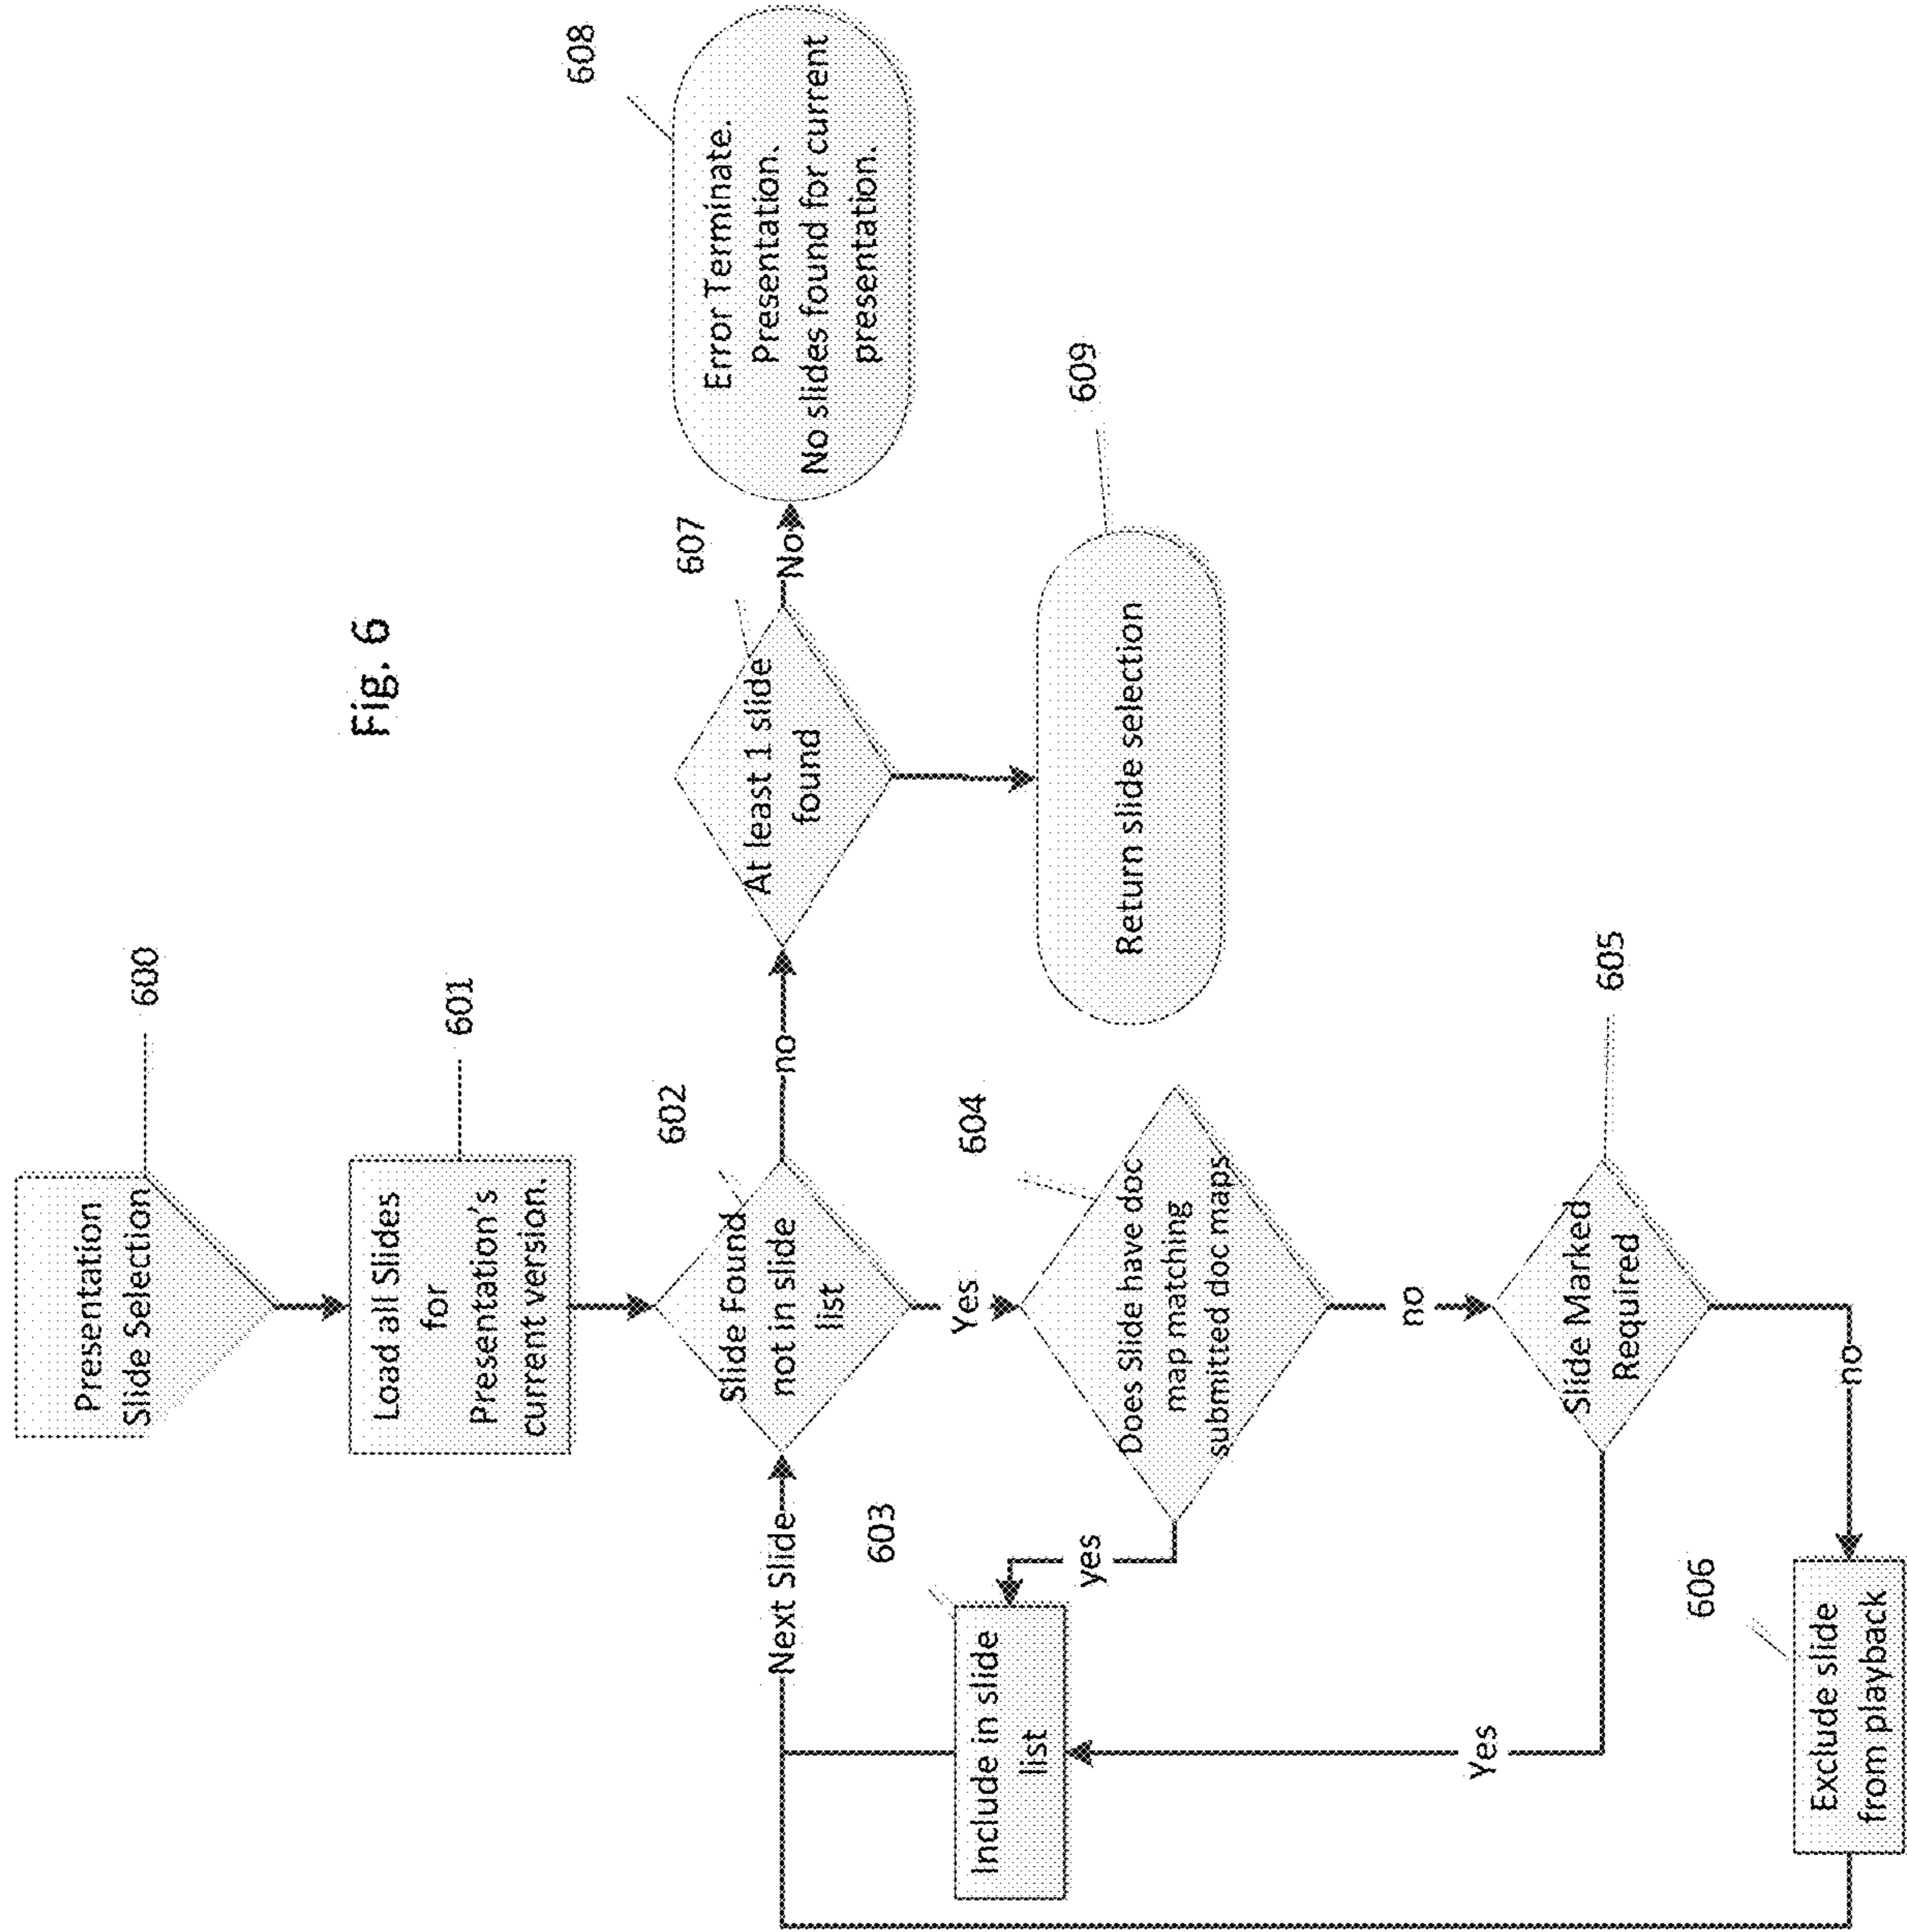 Fig. 6
Presentation
Slide Selection
600
Load all Slides
for
Presentation's
current version.
601
Slide Found
not in slide
list
602
no
At least 1 slide
found
607
No
Error Terminate.
Presentation.
No slides found for current
presentation.
608
Return slide selection
609
Yes
Does Slide have doc
map matching
submitted doc maps
604
yes
Include in slide
list
603
Next Slide
no
Slide Marked
Required
605
Yes
no
Exclude slide
from playback
606